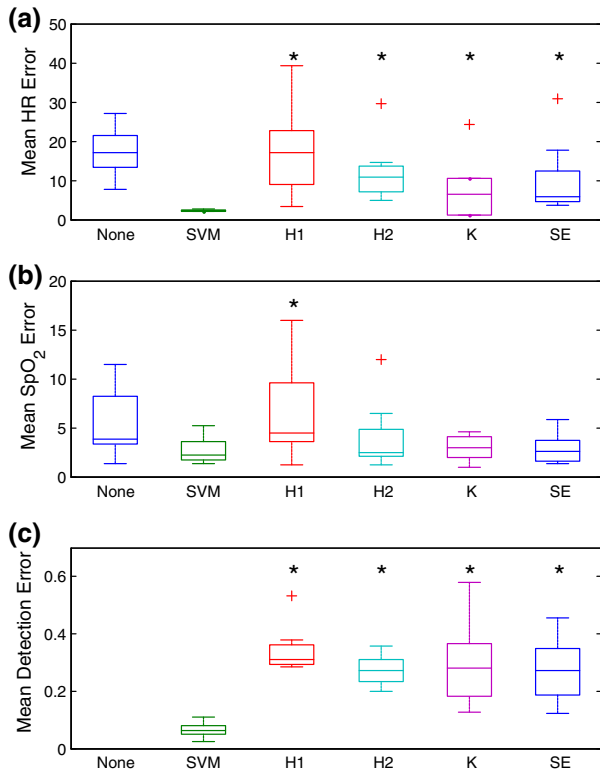 (a)
Mean HR Error
50
40
30
20
10
0
* * * *
None SVM H1 H2 K SE
(b)
Mean SpO2 Error
20
15
10
5
0
*
None SVM H1 H2 K SE
(c)
Mean Detection Error
0.6
0.4
0.2
0
* * * *
None SVM H1 H2 K SE